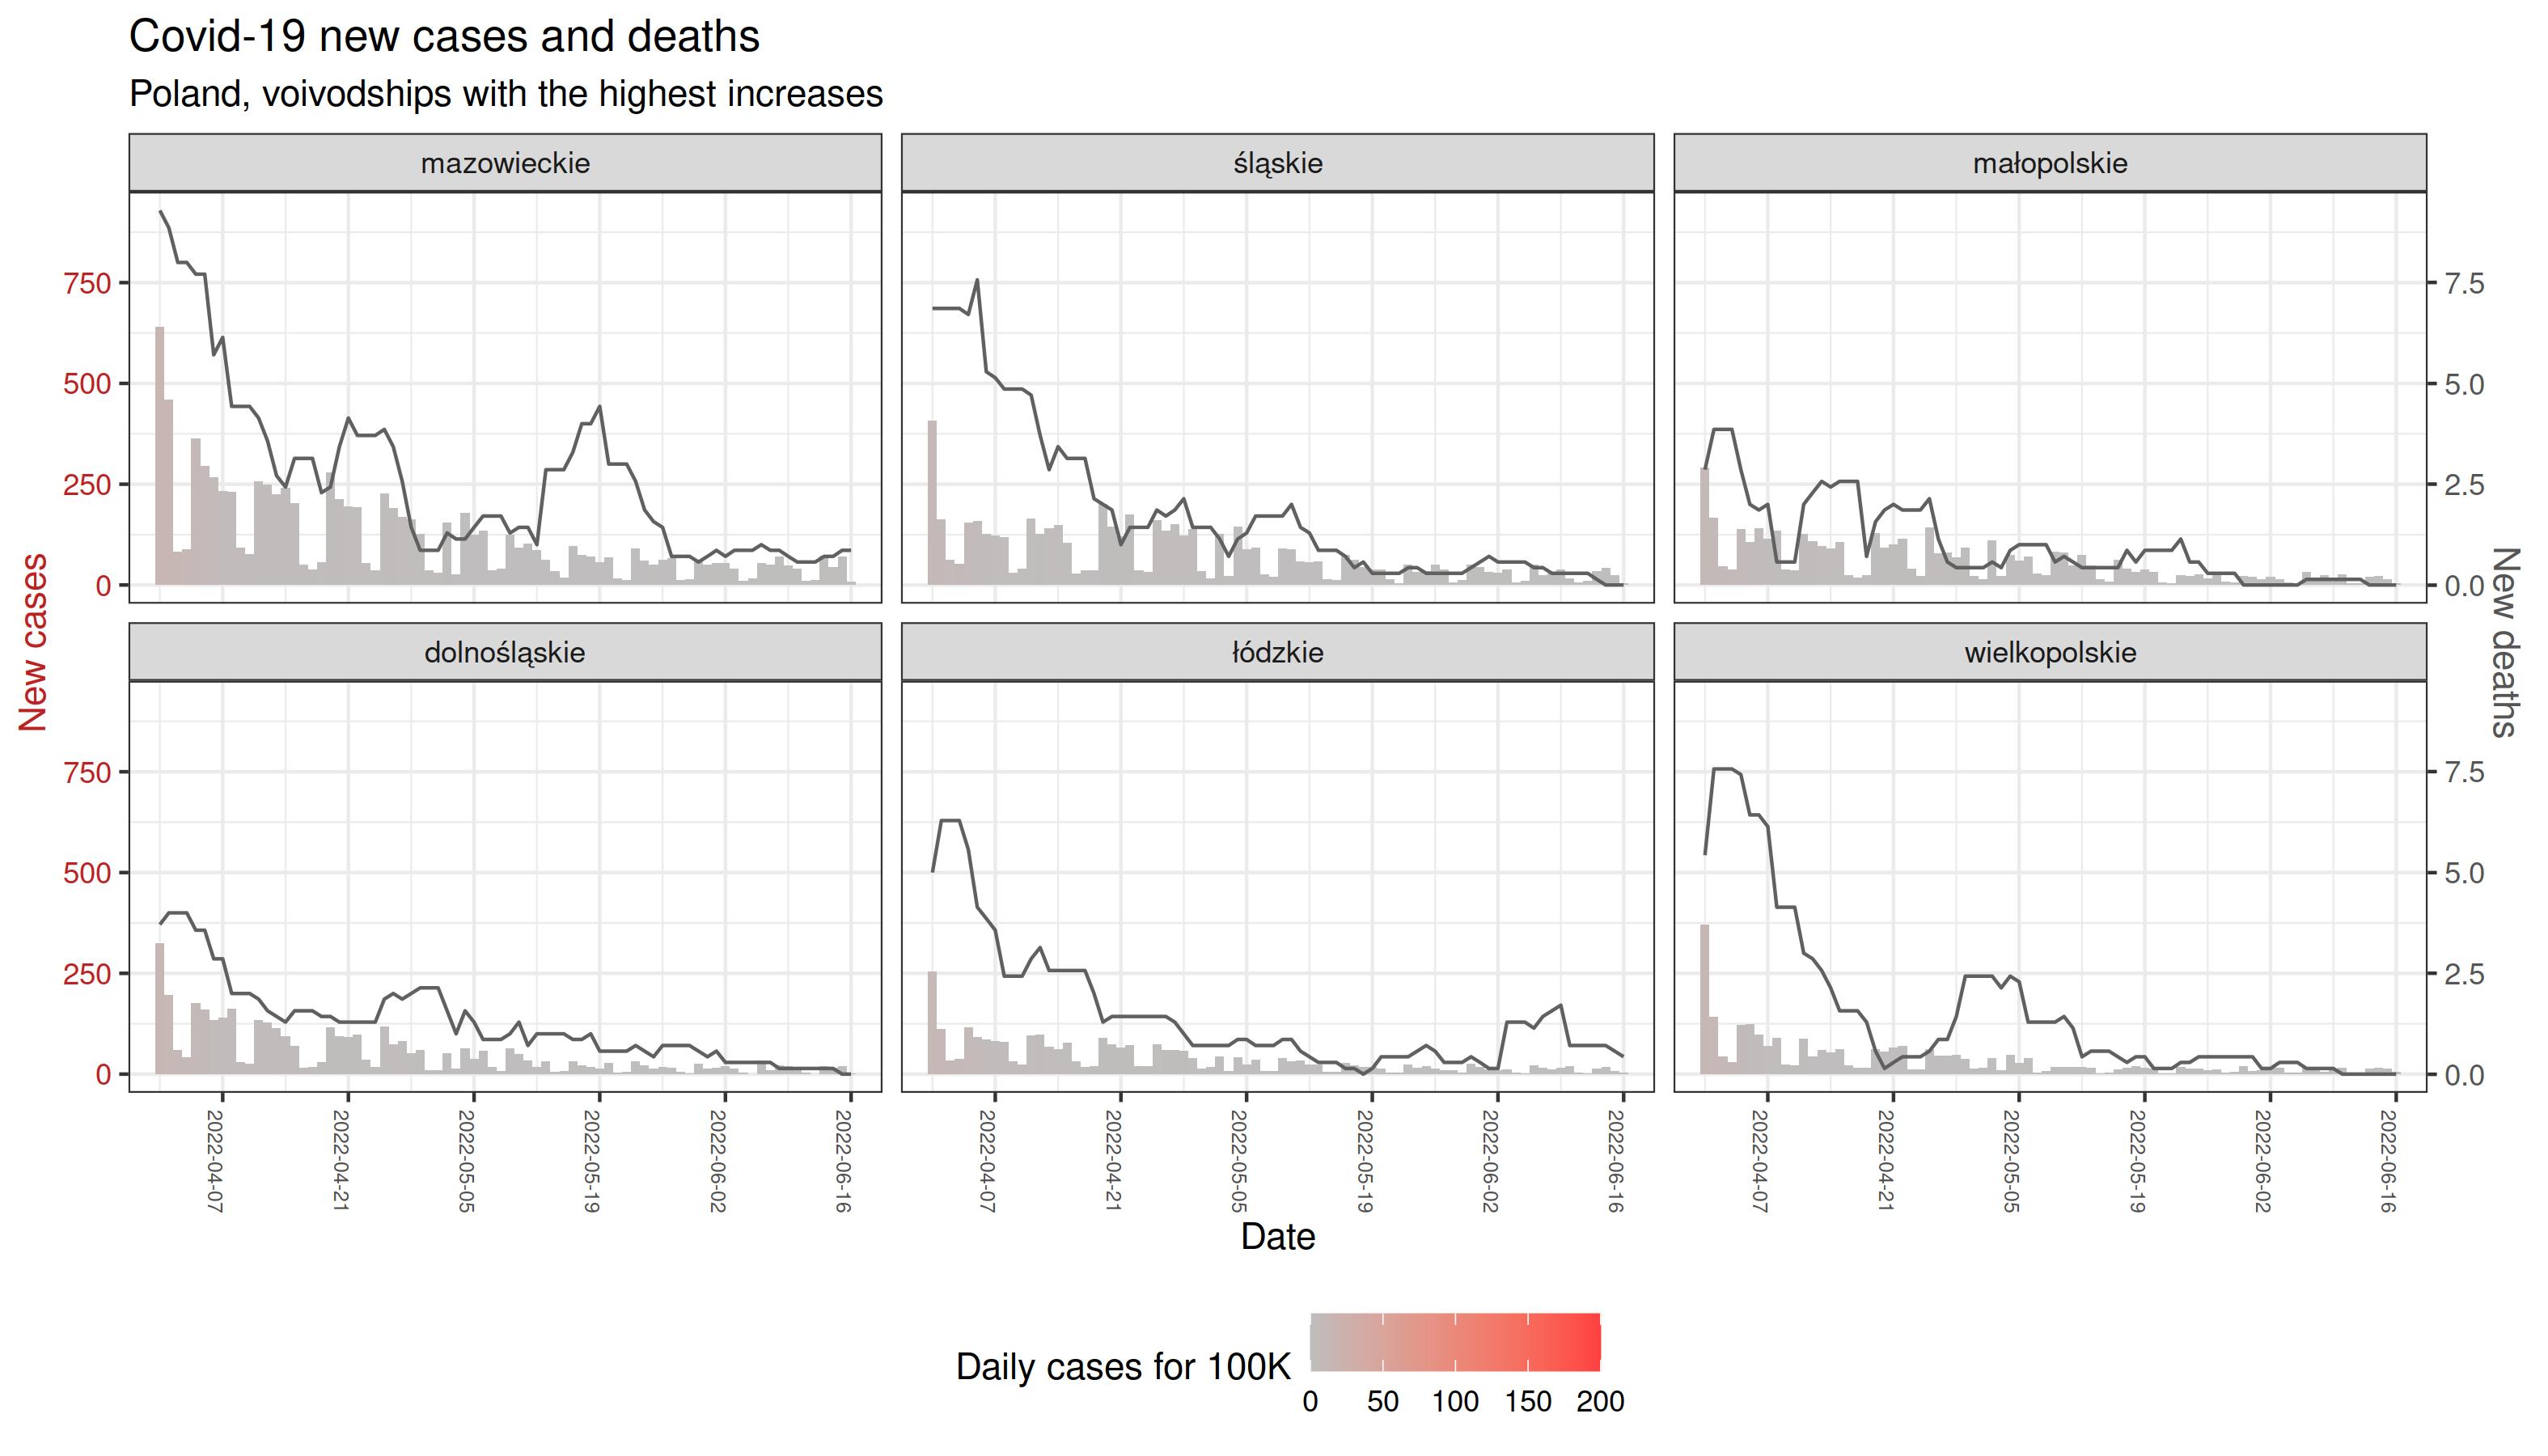 Covid-19 new cases and deaths
Poland, voivodships with the highest increases
mazowieckie
śląskie
małopolskie
750
500
250
0
7.5
5.0
2.5
0.0
New cases
New deaths
dolnośląskie
łódzkie
wielkopolskie
750
500
250
0
7.5
5.0
2.5
0.0
2022-04-07
2022-04-21
2022-05-05
2022-05-19
2022-06-02
2022-06-16
2022-04-07
2022-04-21
2022-05-05
2022-05-19
2022-06-02
2022-06-16
2022-04-07
2022-04-21
2022-05-05
2022-05-19
2022-06-02
2022-06-16
Date
Daily cases for 100K
0 50 100 150 200